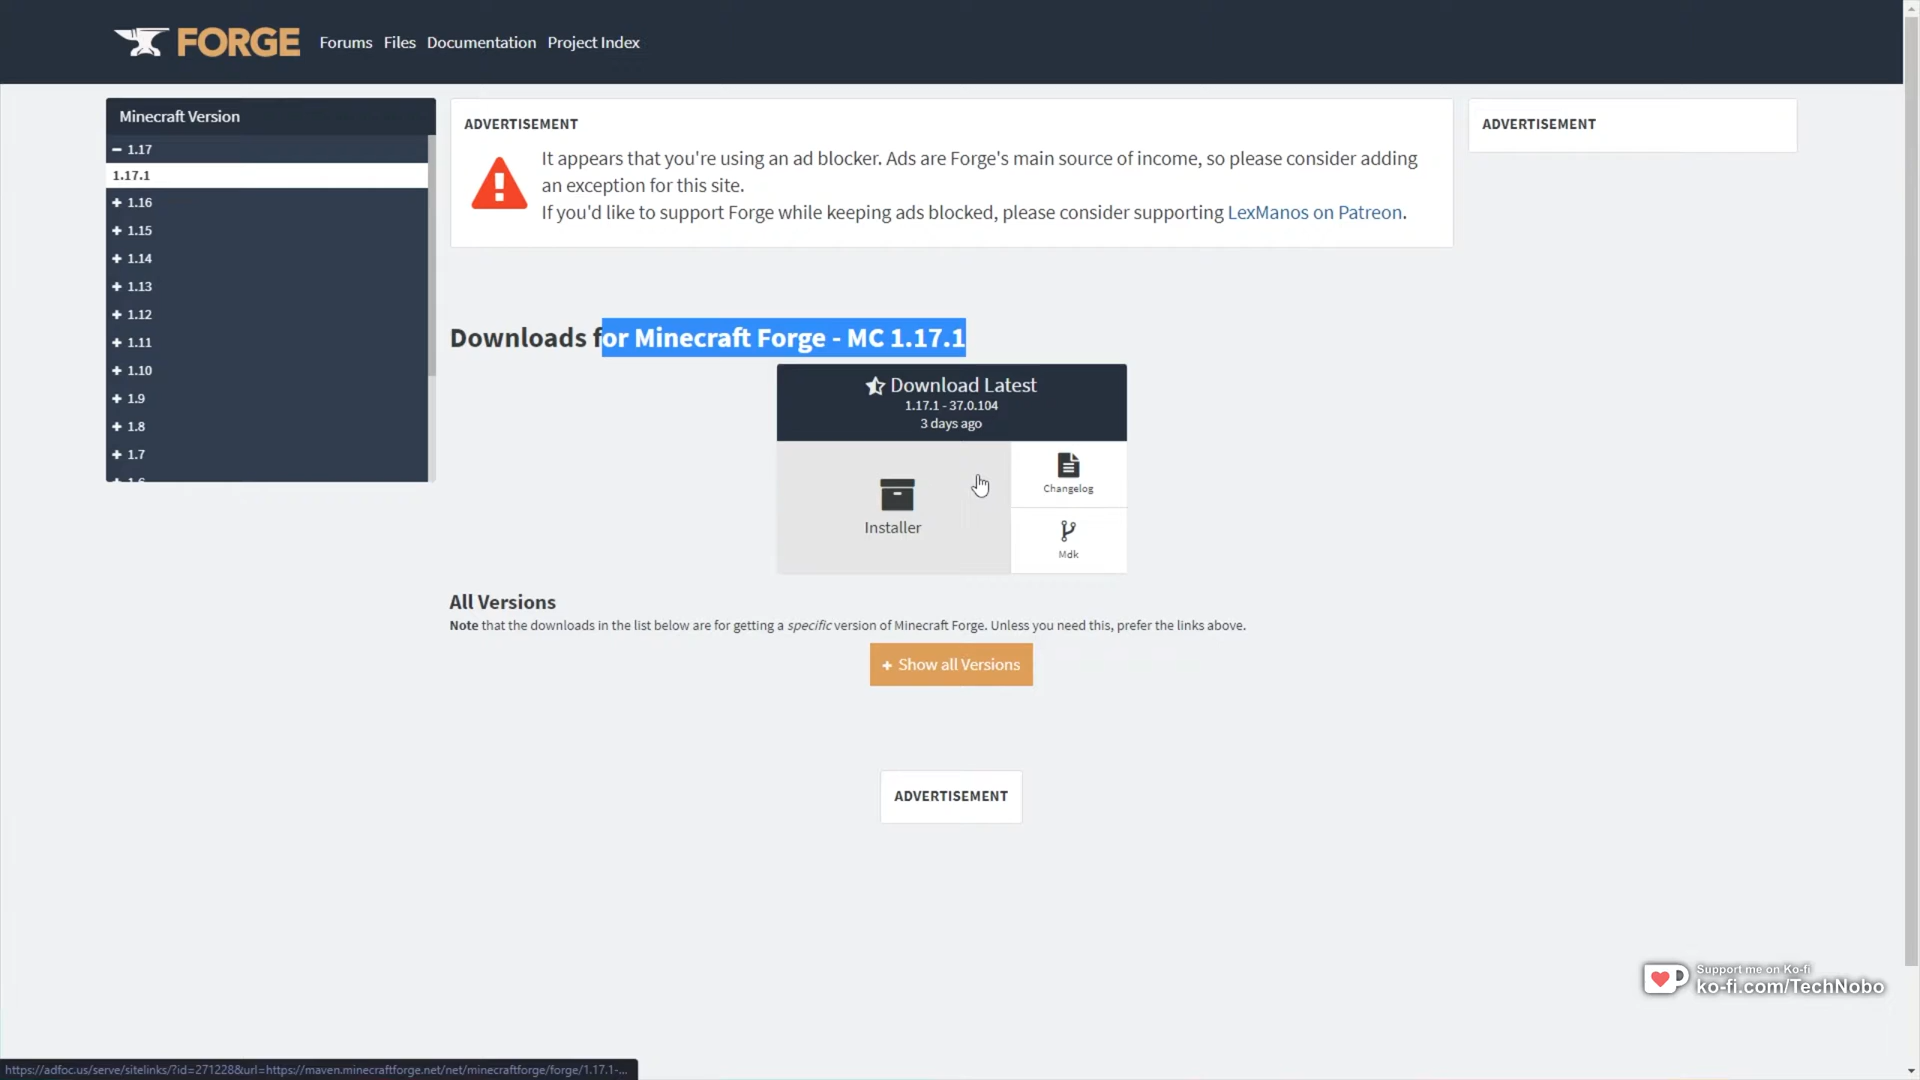 FORGE
Forums Files Documentation Project Index
Minecraft Version
1.17
1.17.1
1.16
1.15
1.14
1.13
1.12
1.11
1.10
1.9
1.8
1.7
1.6
ADVERTISEMENT
It appears that you're using an ad blocker. Ads are Forge's main source of income, so please consider adding
an exception for this site.
If you'd like to support Forge while keeping ads blocked, please consider supporting LexManos on Patreon.
ADVERTISEMENT
Downloads for Minecraft Forge - MC 1.17.1
Download Latest
1.17.1 - 37.0.104
3 days ago
Installer
Changelog
Mdk
All Versions
Note that the downloads in the list below are for getting a specific version of Minecraft Forge. Unless you need this, prefer the links above.
+ Show all Versions
ADVERTISEMENT
Support me on Ko-fi
ko-fi.com/TechNobo
https://adfoc.us/serve/sitelinks/?id=271228&url=https://maven.minecraftforge.net/net/minecraftforge/forge/1.17.1-...